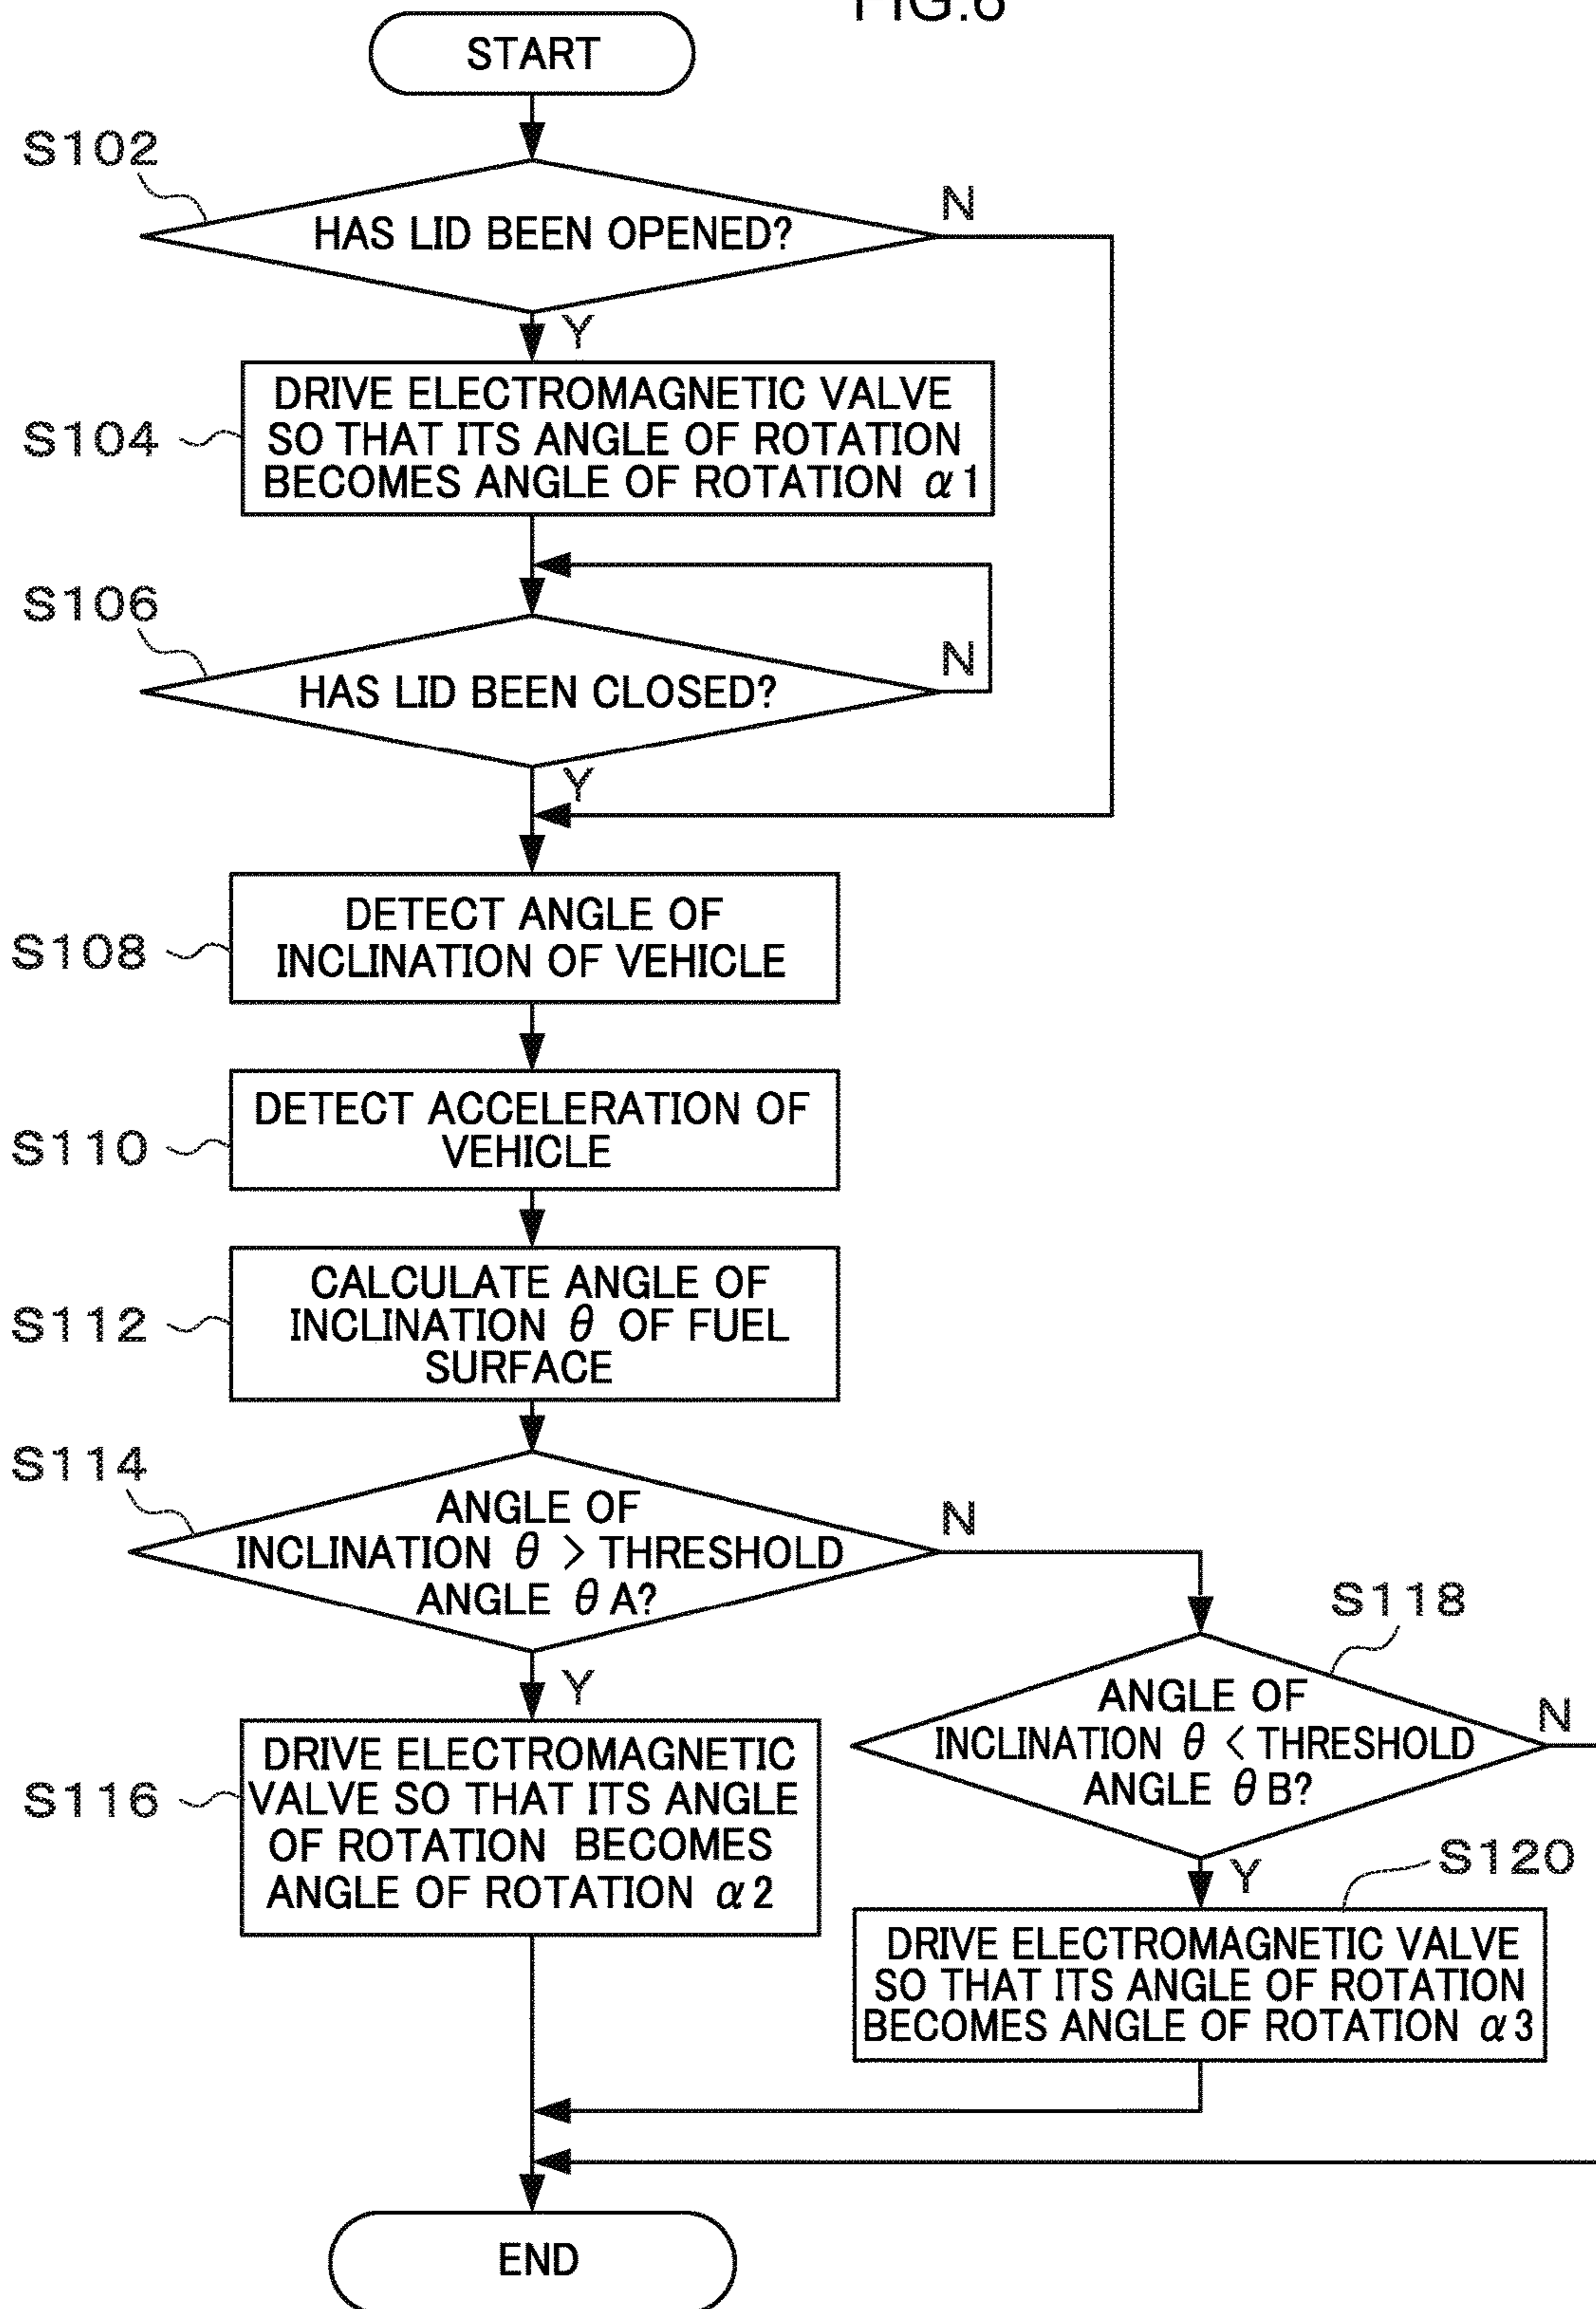 FIG.6
START
S102
HAS LID BEEN OPENED?
N
Y
S104
DRIVE ELECTROMAGNETIC VALVE
SO THAT ITS ANGLE OF ROTATION
BECOMES ANGLE OF ROTATION α1
S106
HAS LID BEEN CLOSED?
N
Y
S108
DETECT ANGLE OF
INCLINATION OF VEHICLE
S110
DETECT ACCELERATION OF
VEHICLE
S112
CALCULATE ANGLE OF
INCLINATION θ OF FUEL
SURFACE
S114
ANGLE OF
INCLINATION θ > THRESHOLD
ANGLE θA?
N
Y
S116
DRIVE ELECTROMAGNETIC
VALVE SO THAT ITS ANGLE
OF ROTATION BECOMES
ANGLE OF ROTATION α2
S118
ANGLE OF
INCLINATION θ < THRESHOLD
ANGLE θB?
N
Y
S120
DRIVE ELECTROMAGNETIC VALVE
SO THAT ITS ANGLE OF ROTATION
BECOMES ANGLE OF ROTATION α3
END